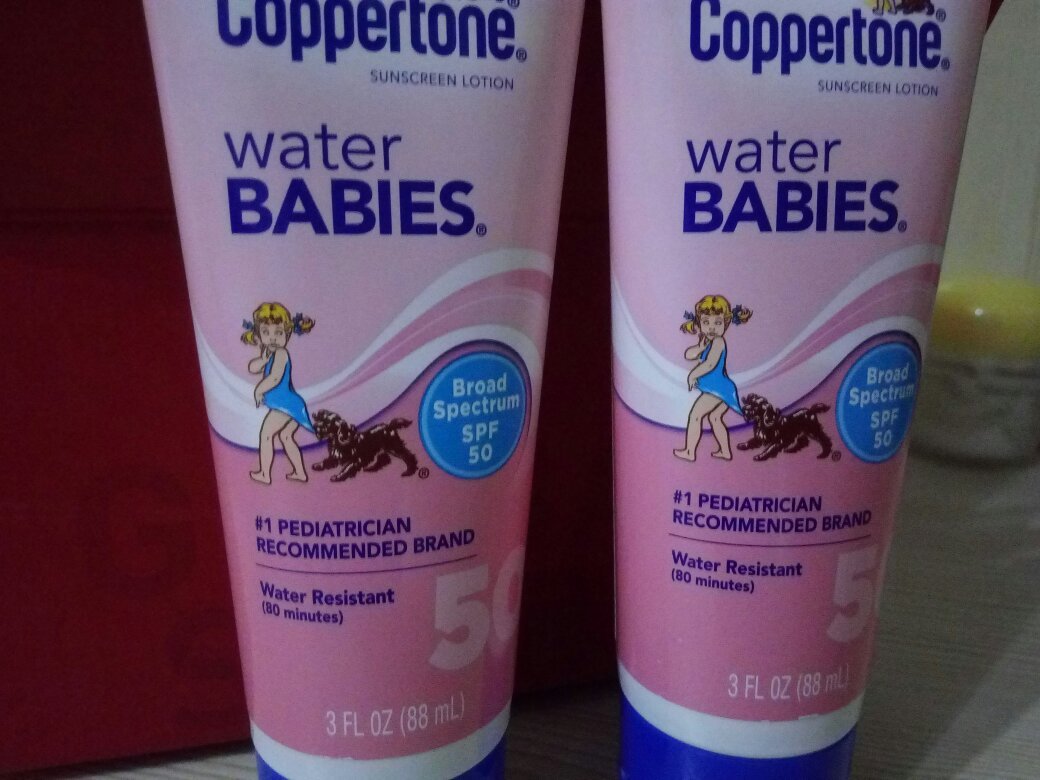 Coppertone®
SUNSCREEN LOTION
water
BABIES®
Broad
Spectrum
SPF
50
®
#1 PEDIATRICIAN
RECOMMENDED BRAND
Water Resistant
(80 minutes)
50
3 FL OZ (88 mL)
Coppertone®
SUNSCREEN LOTION
water
BABIES®
Broad
Spectrum
SPF
50
®
#1 PEDIATRICIAN
RECOMMENDED BRAND
Water Resistant
(80 minutes)
5
3 FL OZ (88 mL)